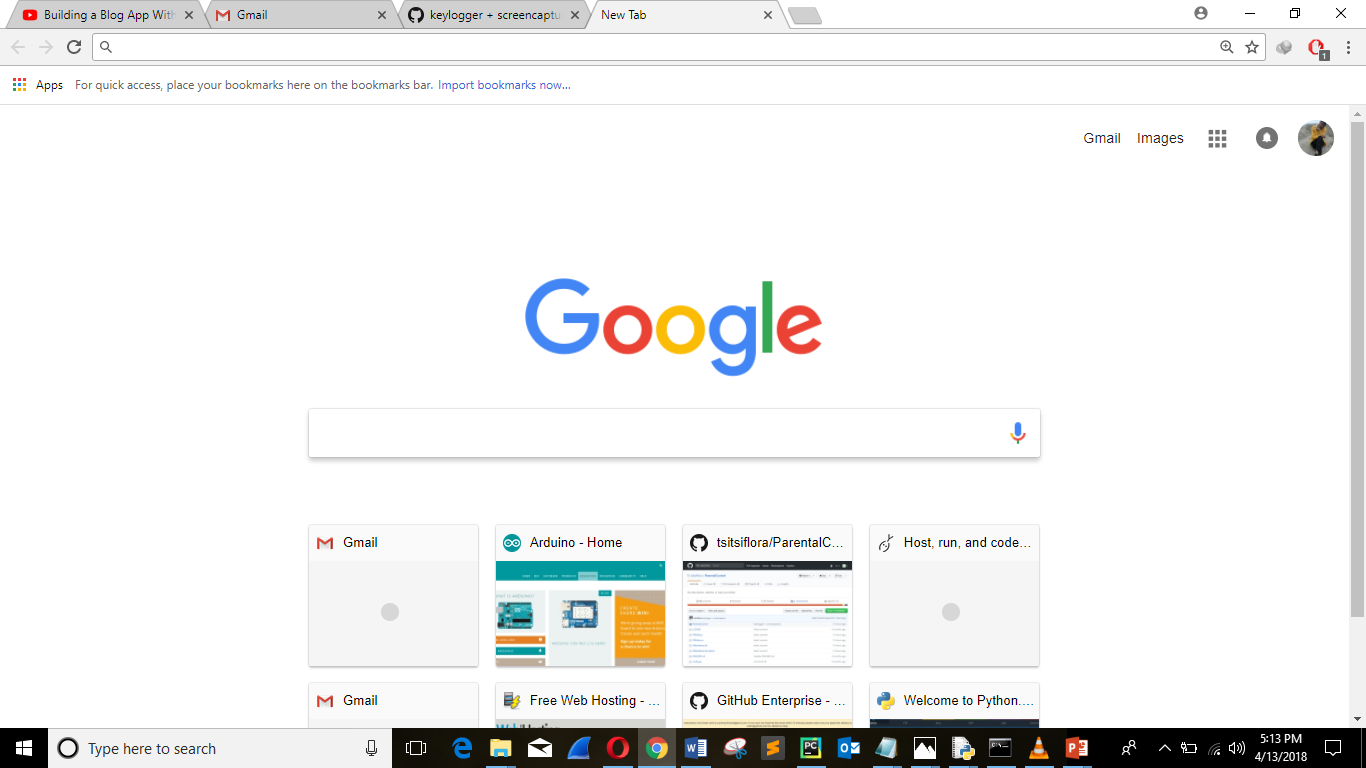 Building a Blog App With
Gmail
keylogger + screencaptu
New Tab
1
Apps
For quick access, place your bookmarks here on the bookmarks bar. Import bookmarks now...
Gmail
Images
Google
Gmail
Arduino - Home
tsitsiflora/ParentalC...
Host, run, and code...
Gmail
Free Web Hosting - ...
GitHub Enterprise - ...
Welcome to Python....
Type here to search
5:13 PM
4/13/2018